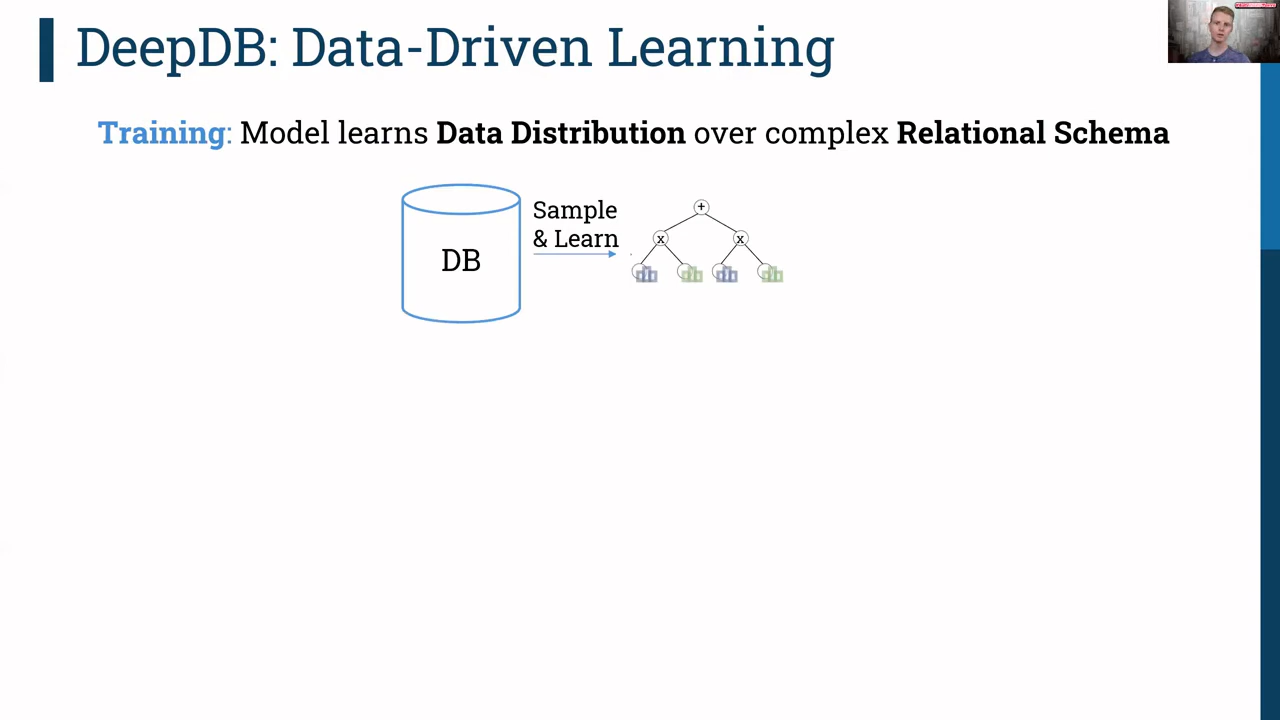 DeepDB: Data-Driven Learning
Training: Model learns Data Distribution over complex Relational Schema
Sample
& Learn
DB
+
x x